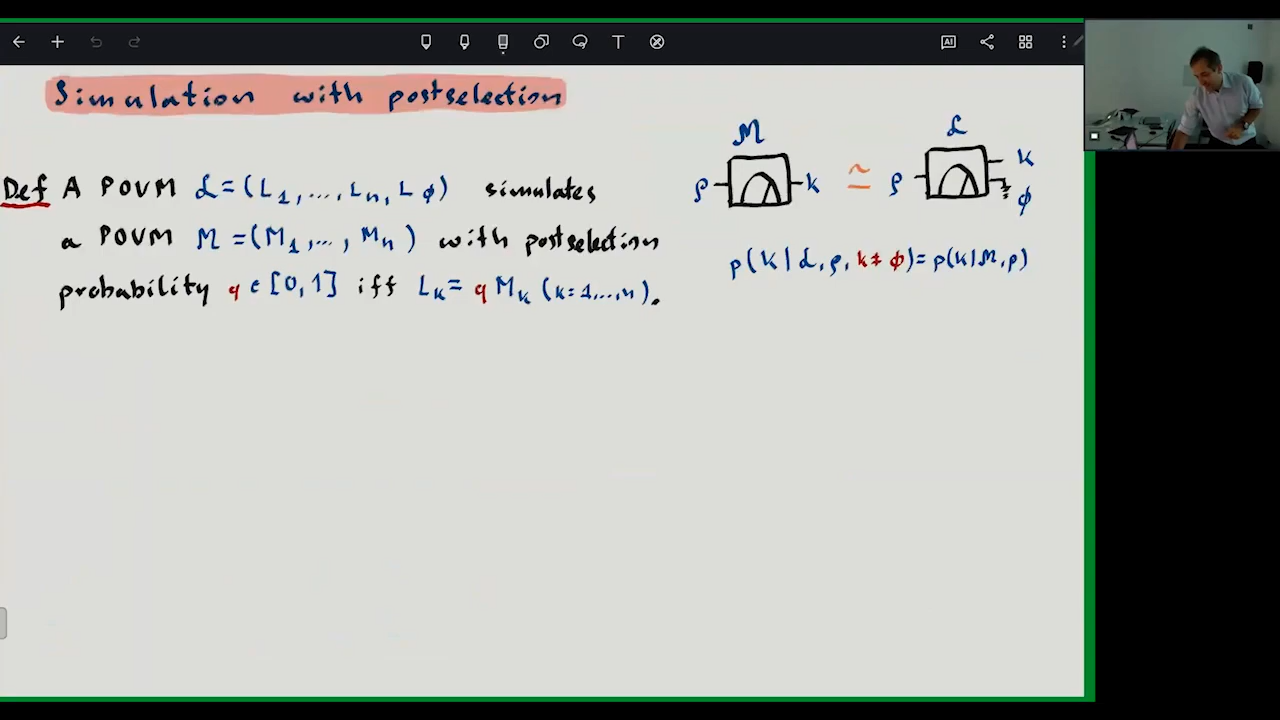 Simulation with postselection
Def A POVM 𝓛 = (L₁, ..., Lₙ, L ϕ) simulates
a POVM M = (M₁, ..., Mₙ) with postselection
probability q ∈ [0, 1] iff Lₖ = q Mₖ (k=1,...,n).
M
ρ k
≃
𝓛
ρ k
ϕ
p(k|𝓛, ρ, k≠ϕ) = p(k|M, ρ)
T
AI